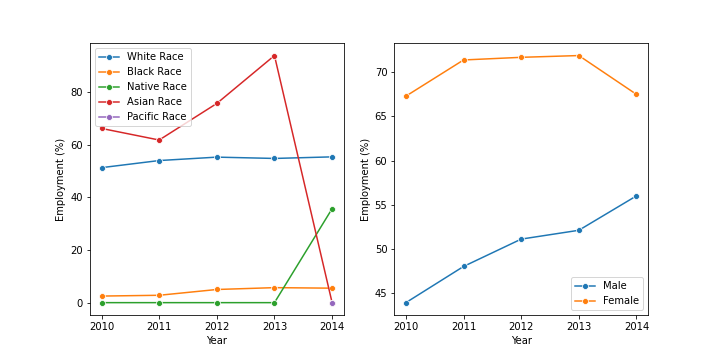 White Race
Black Race
Native Race
Asian Race
Pacific Race
Employment (%)
80
60
40
20
0
2010 2011 2012 2013 2014
Year
Employment (%)
70
65
60
55
50
45
Male
Female
2010 2011 2012 2013 2014
Year